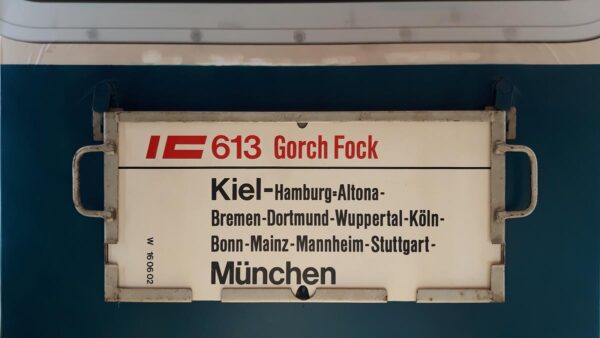 IC 613 Gorch Fock
Kiel-Hamburg-Altona-
Bremen-Dortmund-Wuppertal-Köln-
Bonn-Mainz-Mannheim-Stuttgart-
München
W 16 06 02